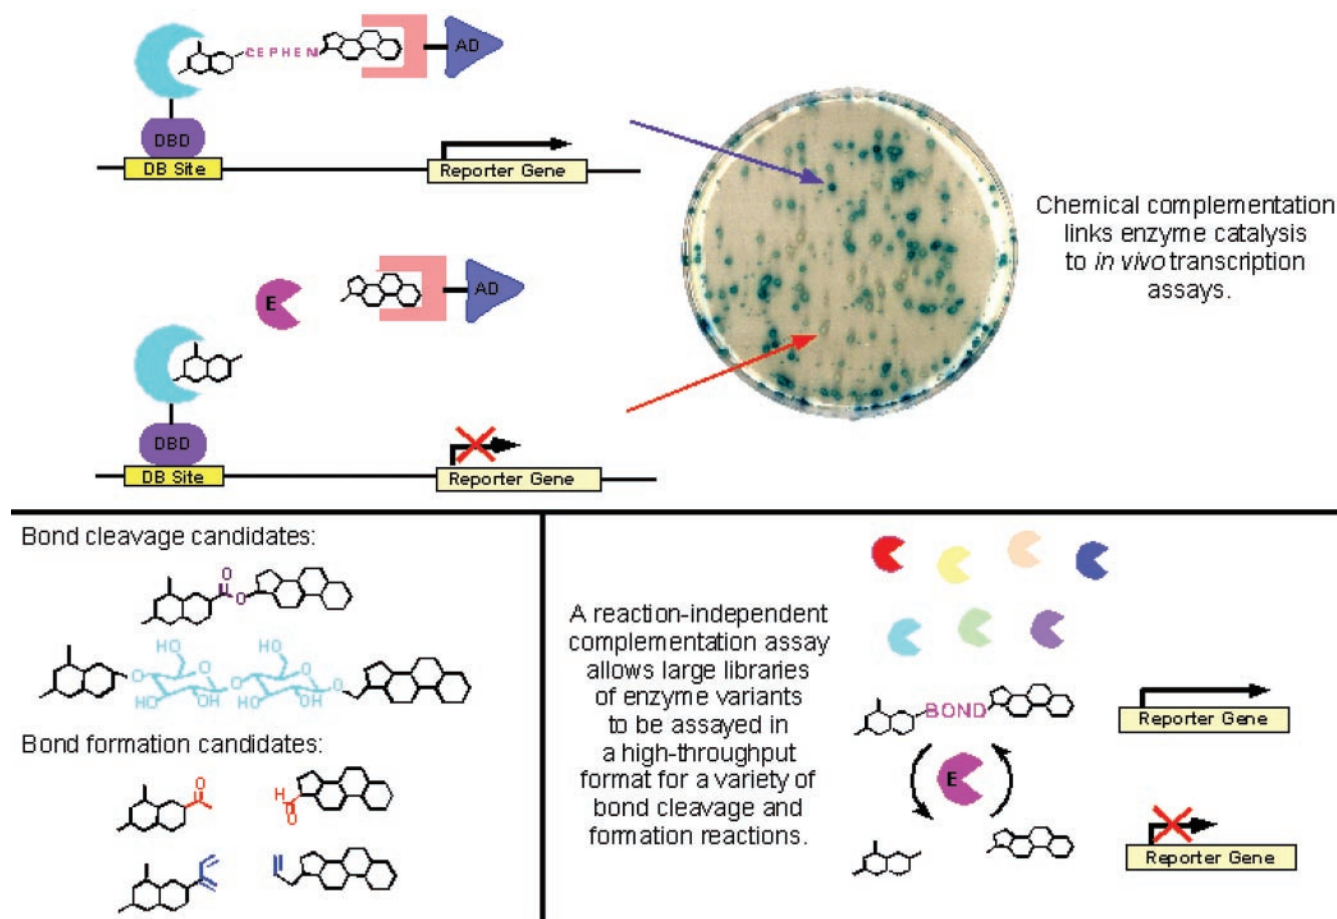 CEPHEM
AD
DBD
DB Site
Reporter Gene
E
AD
DBD
DB Site
Reporter Gene
Chemical complementation
links enzyme catalysis
to in vivo transcription
assays.
Bond cleavage candidates:
O
O
HO
O
O
HO
OH
O
HO
O
O
HO
OH
O
Bond formation candidates:
O
H
O
A reaction-independent
complementation assay
allows large libraries
of enzyme variants
to be assayed in
a high-throughput
format for a variety of
bond cleavage and
formation reactions.
BOND
Reporter Gene
E
Reporter Gene